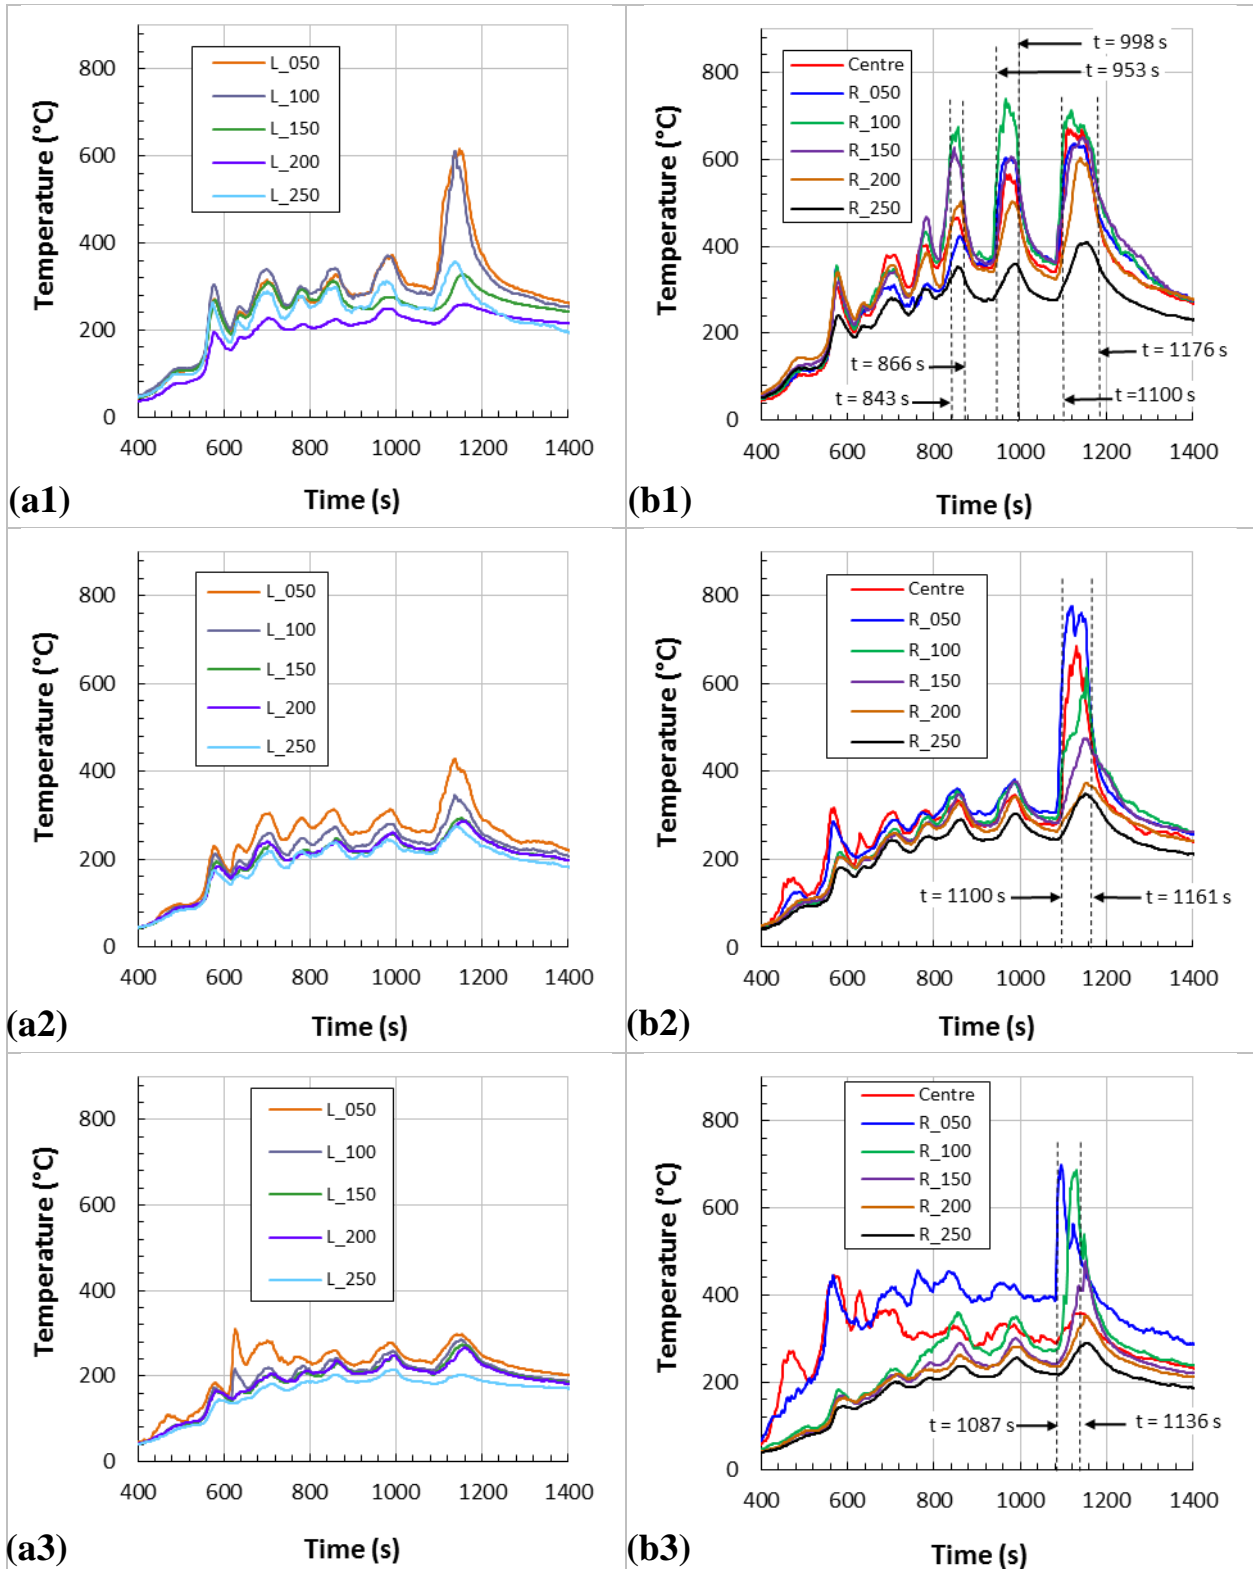 800
600
400
200
0
Temperature (°C)
L_050
L_100
L_150
L_200
L_250
400 600 800 1000 1200 1400
Time (s)
(a1)
800
600
400
200
0
Temperature (°C)
Centre
R_050
R_100
R_150
R_200
R_250
t = 998 s
t = 953 s
t = 866 s
t = 843 s
t = 1176 s
t =1100 s
400 600 800 1000 1200 1400
Time (s)
(b1)
800
600
400
200
0
Temperature (°C)
L_050
L_100
L_150
L_200
L_250
400 600 800 1000 1200 1400
Time (s)
(a2)
800
600
400
200
0
Temperature (°C)
Centre
R_050
R_100
R_150
R_200
R_250
t = 1100 s
t = 1161 s
400 600 800 1000 1200 1400
Time (s)
(b2)
800
600
400
200
0
Temperature (°C)
L_050
L_100
L_150
L_200
L_250
400 600 800 1000 1200 1400
Time (s)
(a3)
800
600
400
200
0
Temperature (°C)
Centre
R_050
R_100
R_150
R_200
R_250
t = 1087 s
t = 1136 s
400 600 800 1000 1200 1400
Time (s)
(b3)